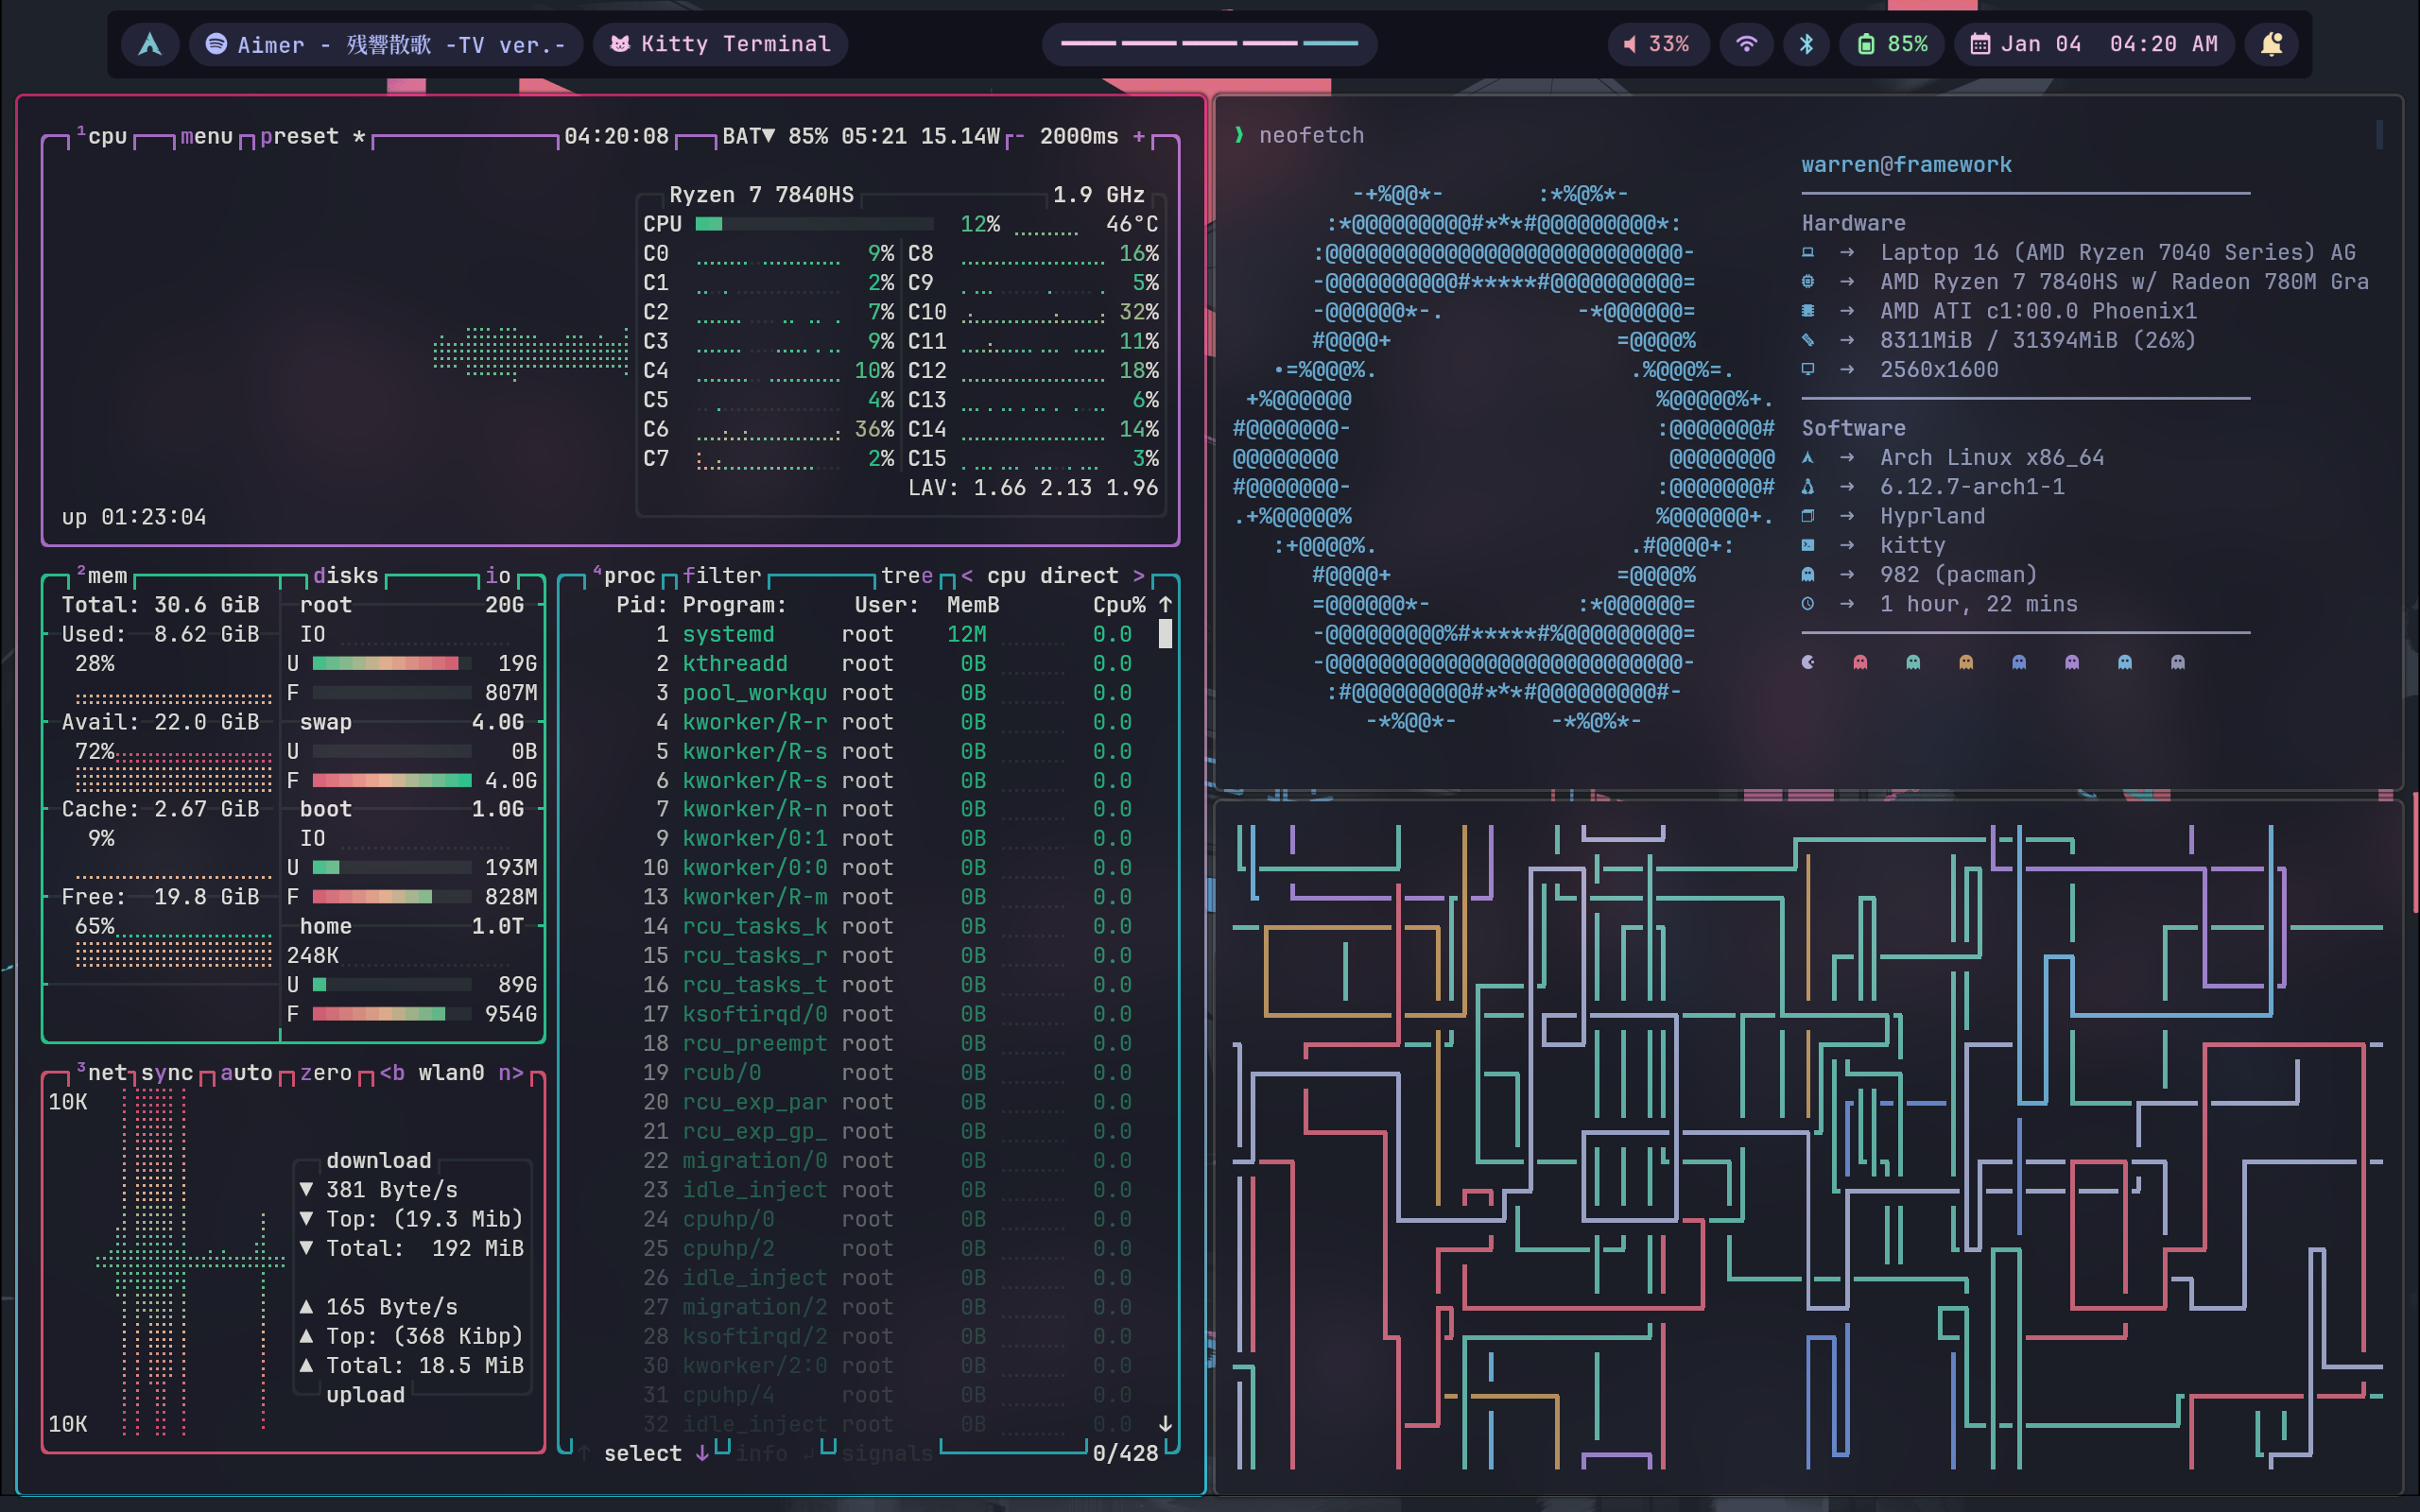 Aimer - 残響散歌 -TV ver.-
Kitty Terminal
33%
85%
Jan 04 04:20 AM
¹cpu menu preset * 04:20:08 BAT▼ 85% 05:21 15.14W - 2000ms +
Ryzen 7 7840HS 1.9 GHz
CPU 12% 46°C
C0 9% C8 16%
C1 2% C9 5%
C2 7% C10 32%
C3 9% C11 11%
C4 10% C12 18%
C5 4% C13 6%
C6 36% C14 14%
C7 2% C15 3%
LAV: 1.66 2.13 1.96
up 01:23:04
²mem disks io
Total: 30.6 GiB
Used: 8.62 GiB
28%
Avail: 22.0 GiB
72%
Cache: 2.67 GiB
9%
Free: 19.8 GiB
65%
root 20G
IO
U 19G
F 807M
swap 4.0G
U 0B
F 4.0G
boot 1.0G
IO
U 193M
F 828M
home 1.0T
248K
U 89G
F 954G
³net sync auto zero <b wlan0 n>
10K
download
▼ 381 Byte/s
▼ Top: (19.3 Mib)
▼ Total: 192 MiB
▲ 165 Byte/s
▲ Top: (368 Kibp)
▲ Total: 18.5 MiB
upload
10K
⁴proc filter tree < cpu direct >
Pid: Program: User: MemB Cpu% ↑
1 systemd root 12M 0.0
2 kthreadd root 0B 0.0
3 pool_workqu root 0B 0.0
4 kworker/R-r root 0B 0.0
5 kworker/R-s root 0B 0.0
6 kworker/R-s root 0B 0.0
7 kworker/R-n root 0B 0.0
9 kworker/0:1 root 0B 0.0
10 kworker/0:0 root 0B 0.0
13 kworker/R-m root 0B 0.0
14 rcu_tasks_k root 0B 0.0
15 rcu_tasks_r root 0B 0.0
16 rcu_tasks_t root 0B 0.0
17 ksoftirqd/0 root 0B 0.0
18 rcu_preempt root 0B 0.0
19 rcub/0 root 0B 0.0
20 rcu_exp_par root 0B 0.0
21 rcu_exp_gp_ root 0B 0.0
22 migration/0 root 0B 0.0
23 idle_inject root 0B 0.0
24 cpuhp/0 root 0B 0.0
25 cpuhp/2 root 0B 0.0
26 idle_inject root 0B 0.0
27 migration/2 root 0B 0.0
28 ksoftirqd/2 root 0B 0.0
30 kworker/2:0 root 0B 0.0
31 cpuhp/4 root 0B 0.0
32 idle_inject root 0B 0.0 ↓
↑ select ↓ info ↲ signals 0/428
❯ neofetch
warren@framework
Hardware
→ Laptop 16 (AMD Ryzen 7040 Series) AG
→ AMD Ryzen 7 7840HS w/ Radeon 780M Gra
→ AMD ATI c1:00.0 Phoenix1
→ 8311MiB / 31394MiB (26%)
→ 2560x1600
Software
→ Arch Linux x86_64
→ 6.12.7-arch1-1
→ Hyprland
→ kitty
→ 982 (pacman)
→ 1 hour, 22 mins